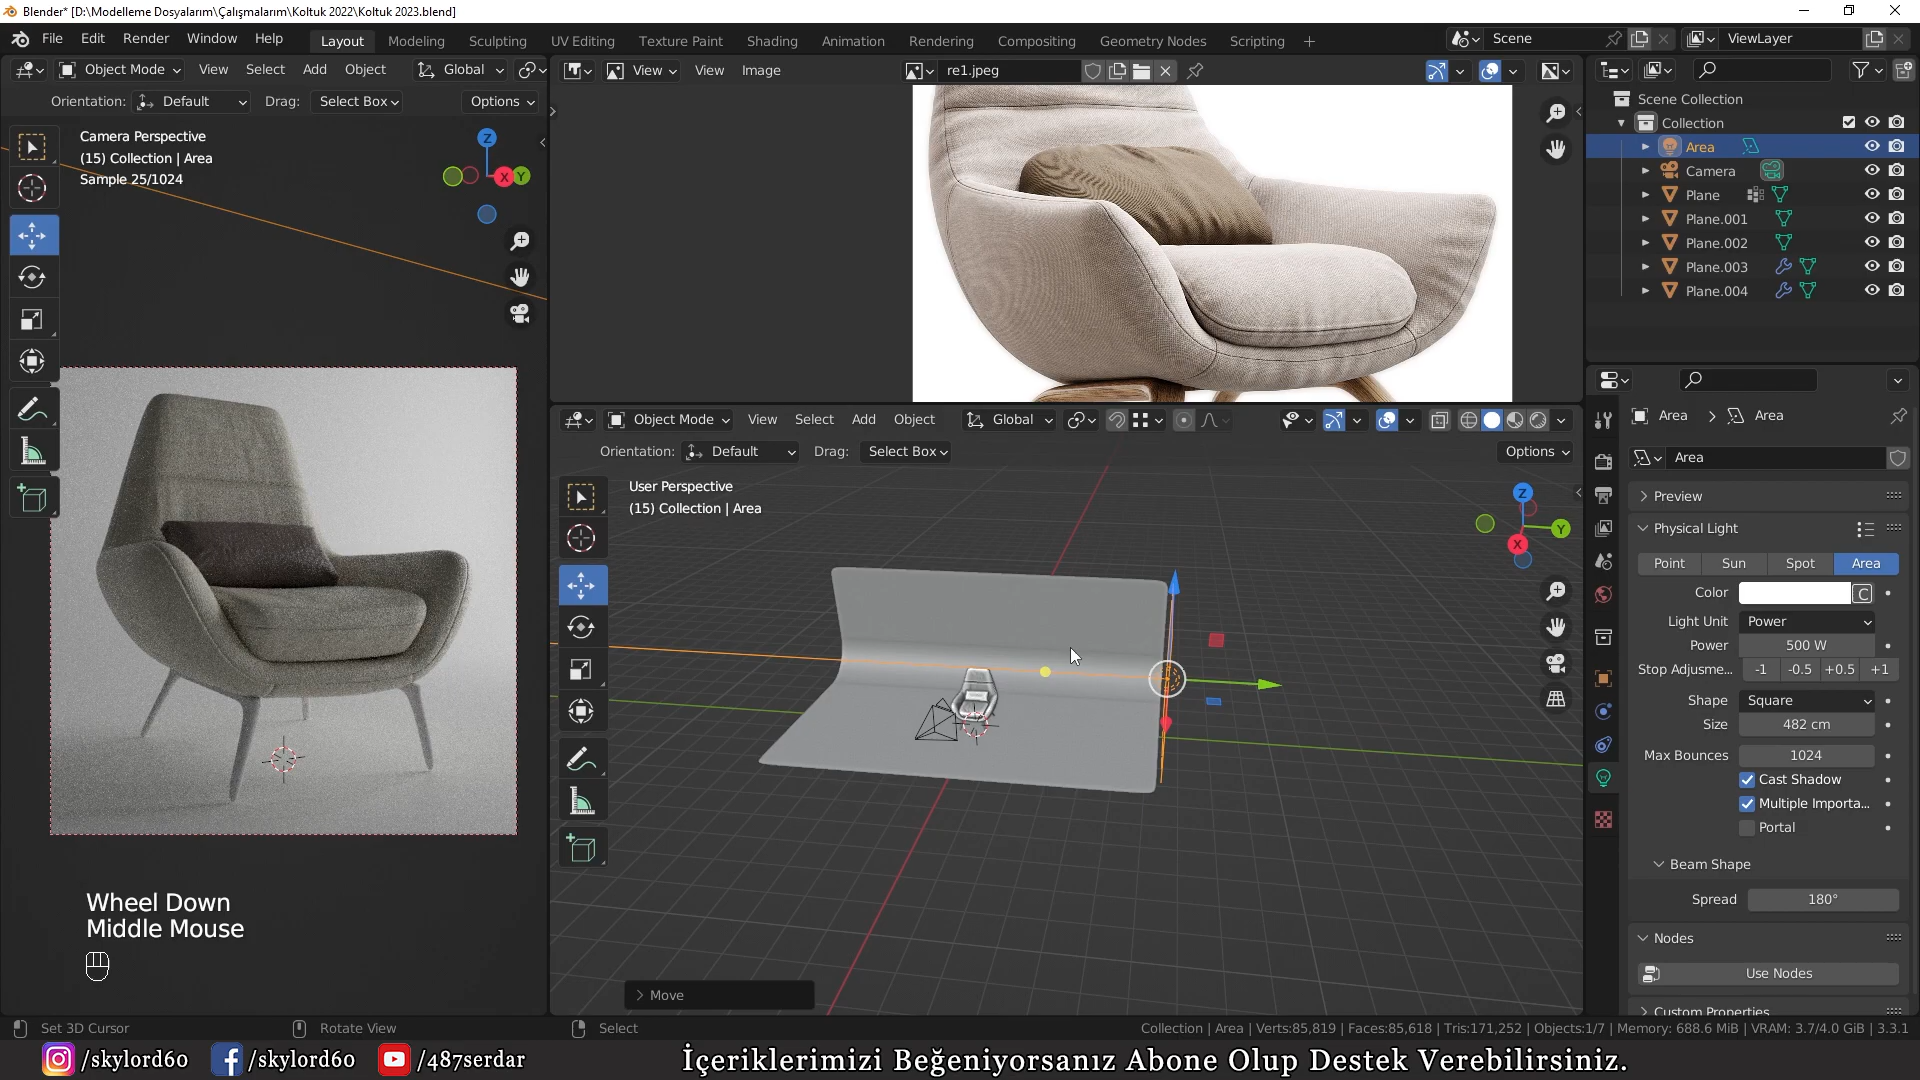 Blender* [D:\Modelleme Dosyalarım\Çalışmalarım\Koltuk 2022\Koltuk 2023.blend]
File Edit Render Window Help
Layout Modeling Sculpting UV Editing Texture Paint Shading Animation Rendering Compositing Geometry Nodes Scripting +
Scene
ViewLayer
Object Mode View Select Add Object Global
Orientation: Default Drag: Select Box Options
Camera Perspective
(15) Collection | Area
Sample 25/1024
Z
X
Y
Wheel Down
Middle Mouse
View View Image re1.jpeg
Object Mode View Select Add Object Global
Orientation: Default Drag: Select Box Options
User Perspective
(15) Collection | Area
Z
Y
X
Move
Scene Collection
Collection
Area
Camera
Plane
Plane.001
Plane.002
Plane.003
Plane.004
Area > Area
Area
Preview
Physical Light
Point Sun Spot Area
Color C
Light Unit Power
Power 500 W
Stop Adjustme... -1 -0.5 +0.5 +1
Shape Square
Size 482 cm
Max Bounces 1024
Cast Shadow
Multiple Importa...
Portal
Beam Shape
Spread 180°
Nodes
Use Nodes
Custom Properties
Set 3D Cursor Rotate View Select
Collection | Area | Verts:85,819 | Faces:85,618 | Tris:171,252 | Objects:1/7 | Memory: 688.6 MiB | VRAM: 3.7/4.0 GiB | 3.3.1
/skylord60 /skylord60 /487serdar İçeriklerimizi Beğeniyorsanız Abone Olup Destek Verebilirsiniz.